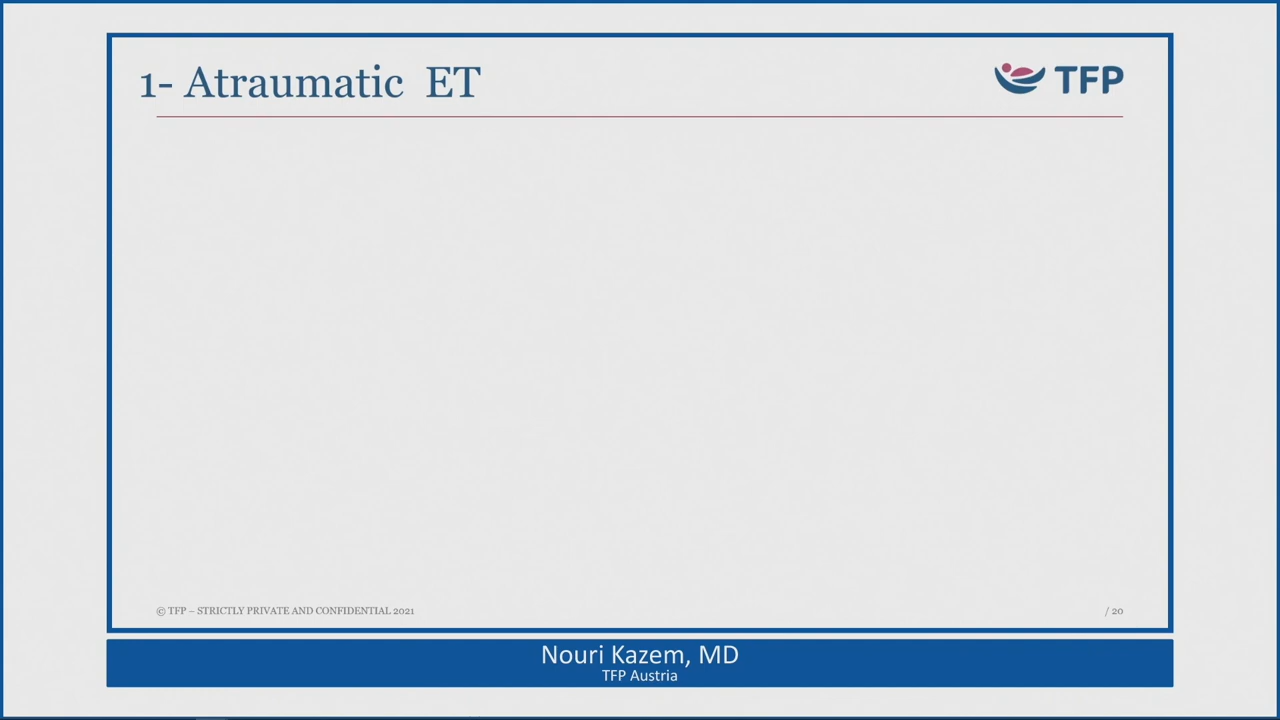 1- Atraumatic ET
TFP
© TFP – STRICTLY PRIVATE AND CONFIDENTIAL 2021
/ 20
Nouri Kazem, MD
TFP Austria